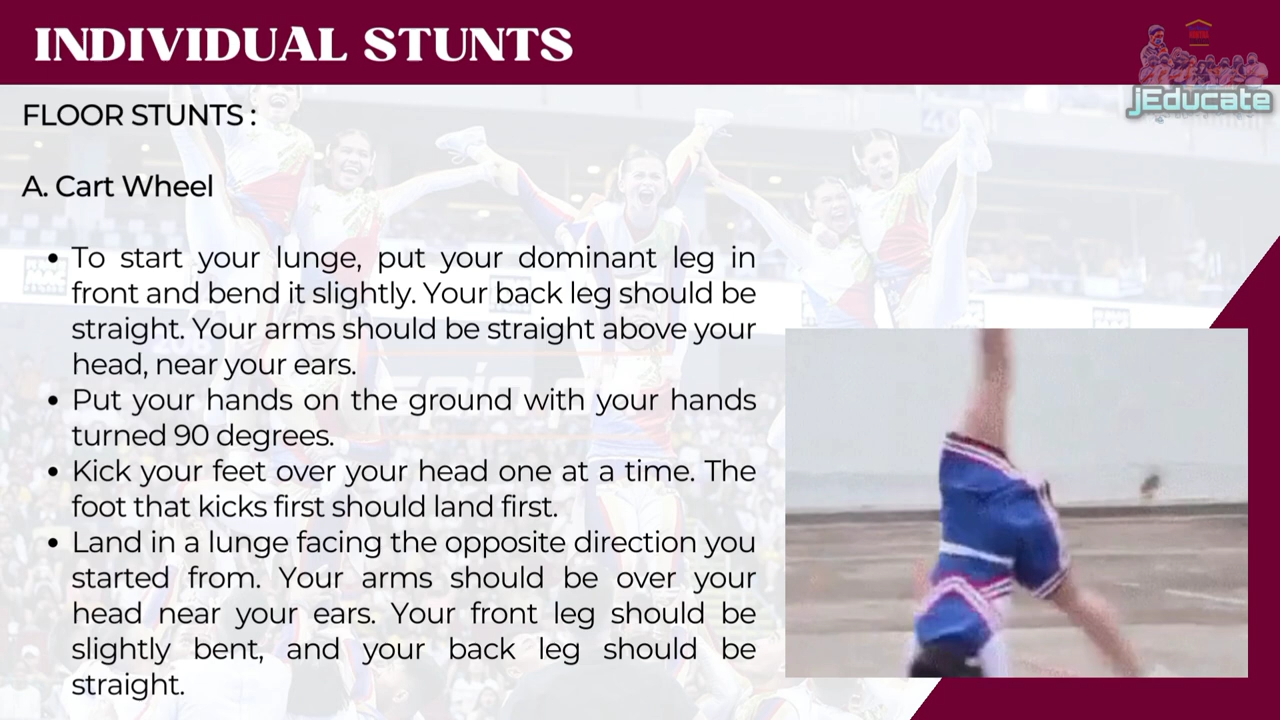 INDIVIDUAL STUNTS
jEducate
FLOOR STUNTS :
A. Cart Wheel
• To start your lunge, put your dominant leg in
front and bend it slightly. Your back leg should be
straight. Your arms should be straight above your
head, near your ears.
• Put your hands on the ground with your hands
turned 90 degrees.
• Kick your feet over your head one at a time. The
foot that kicks first should land first.
• Land in a lunge facing the opposite direction you
started from. Your arms should be over your
head near your ears. Your front leg should be
slightly bent, and your back leg should be
straight.